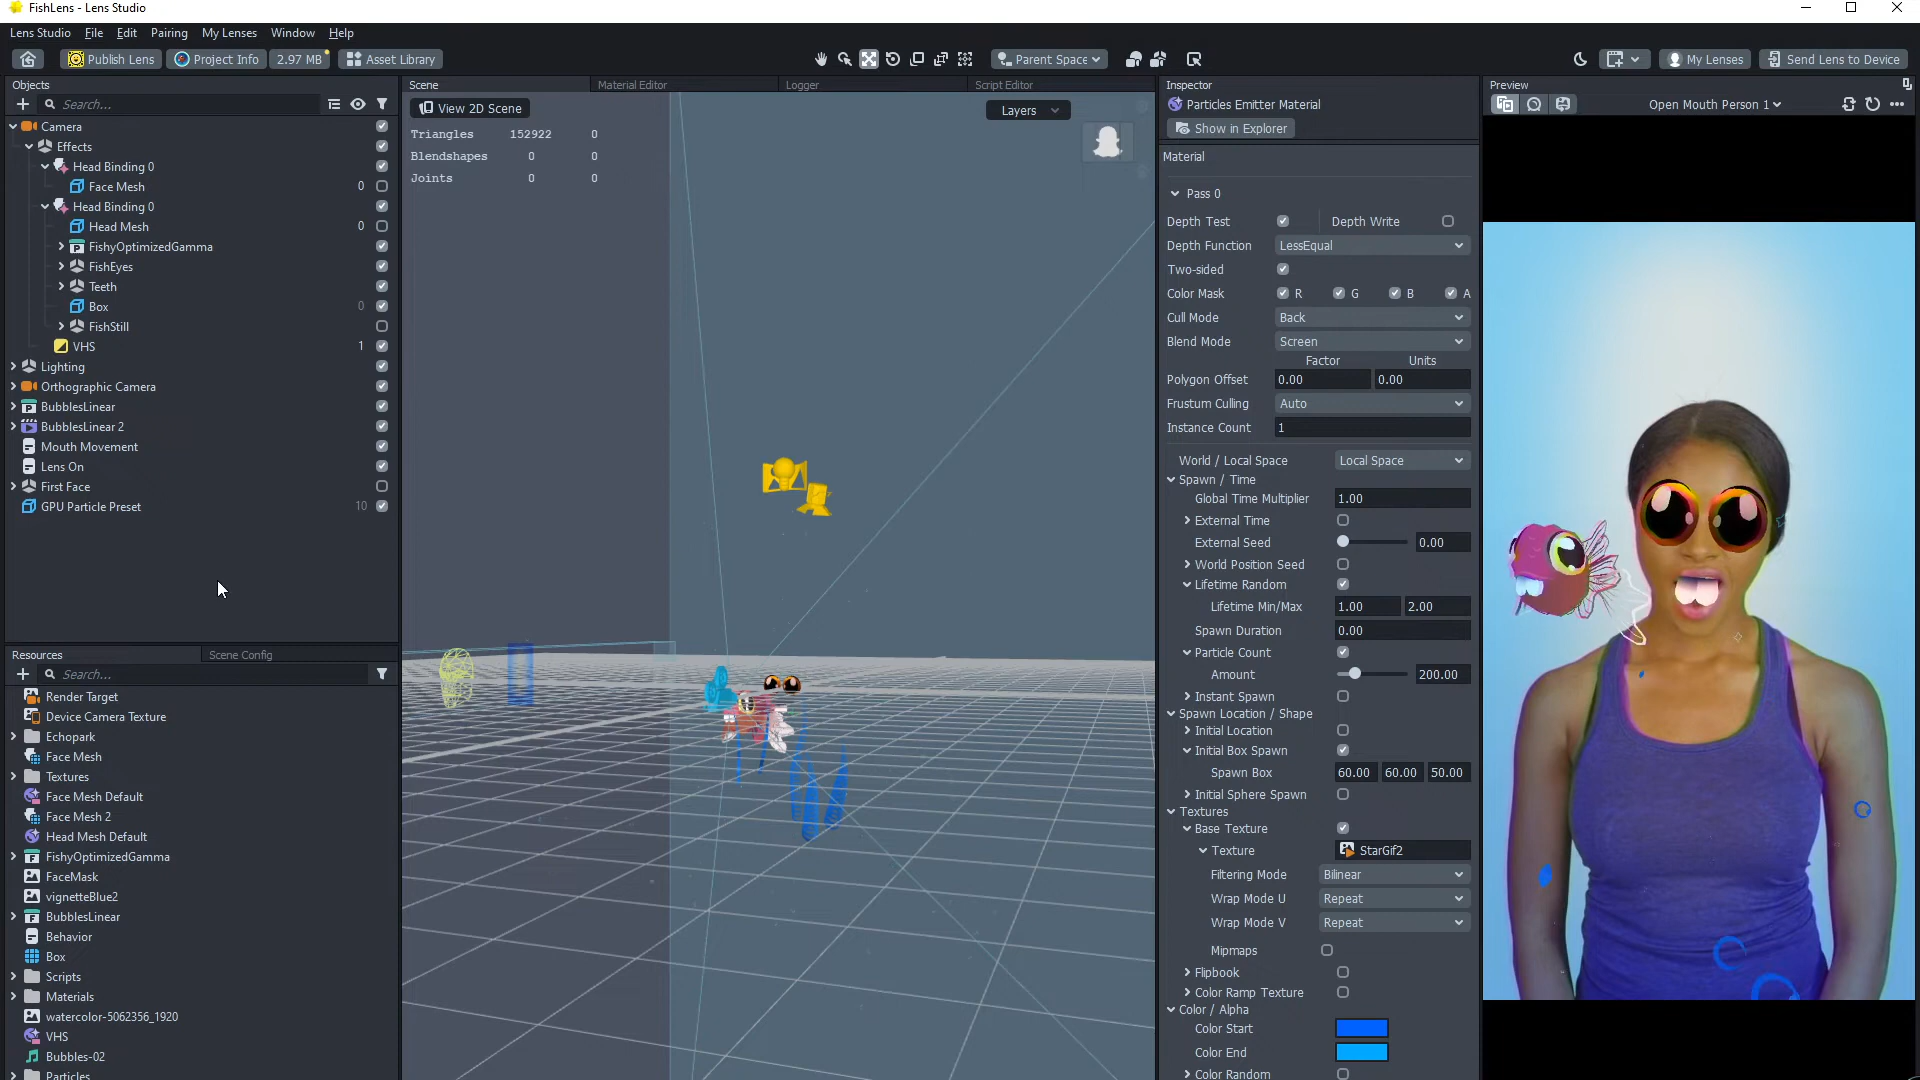 FishLens - Lens Studio
Lens Studio File Edit Pairing My Lenses Window Help
Publish Lens Project Info 2.97 MB Asset Library Parent Space My Lenses Send Lens to Device
Objects
Search...
Camera
Effects
Head Binding 0
Face Mesh 0
Head Binding 0
Head Mesh 0
FishyOptimizedGamma
FishEyes
Teeth
Box 0
FishStill
VHS 1
Lighting
Orthographic Camera
BubblesLinear
BubblesLinear 2
Mouth Movement
Lens On
First Face
GPU Particle Preset 10
Resources Scene Config
Search...
Render Target
Device Camera Texture
Echopark
Face Mesh
Textures
Face Mesh Default
Face Mesh 2
Head Mesh Default
FishyOptimizedGamma
FaceMask
vignetteBlue2
BubblesLinear
Behavior
Box
Scripts
Materials
watercolor-5062356_1920
VHS
Bubbles-02
Particles
Scene Material Editor Logger Script Editor
View 2D Scene Layers
Triangles 152922 0
Blendshapes 0 0
Joints 0 0
Inspector
Particles Emitter Material
Show in Explorer
Material
Pass 0
Depth Test Depth Write
Depth Function LessEqual
Two-sided
Color Mask R G B A
Cull Mode Back
Blend Mode Screen
Factor Units
Polygon Offset 0.00 0.00
Frustum Culling Auto
Instance Count 1
World / Local Space Local Space
Spawn / Time
Global Time Multiplier 1.00
External Time
External Seed 0.00
World Position Seed
Lifetime Random
Lifetime Min/Max 1.00 2.00
Spawn Duration 0.00
Particle Count
Amount 200.00
Instant Spawn
Spawn Location / Shape
Initial Location
Initial Box Spawn
Spawn Box 60.00 60.00 50.00
Initial Sphere Spawn
Textures
Base Texture
Texture StarGif2
Filtering Mode Bilinear
Wrap Mode U Repeat
Wrap Mode V Repeat
Mipmaps
Flipbook
Color Ramp Texture
Color / Alpha
Color Start
Color End
Color Random
Preview
Open Mouth Person 1